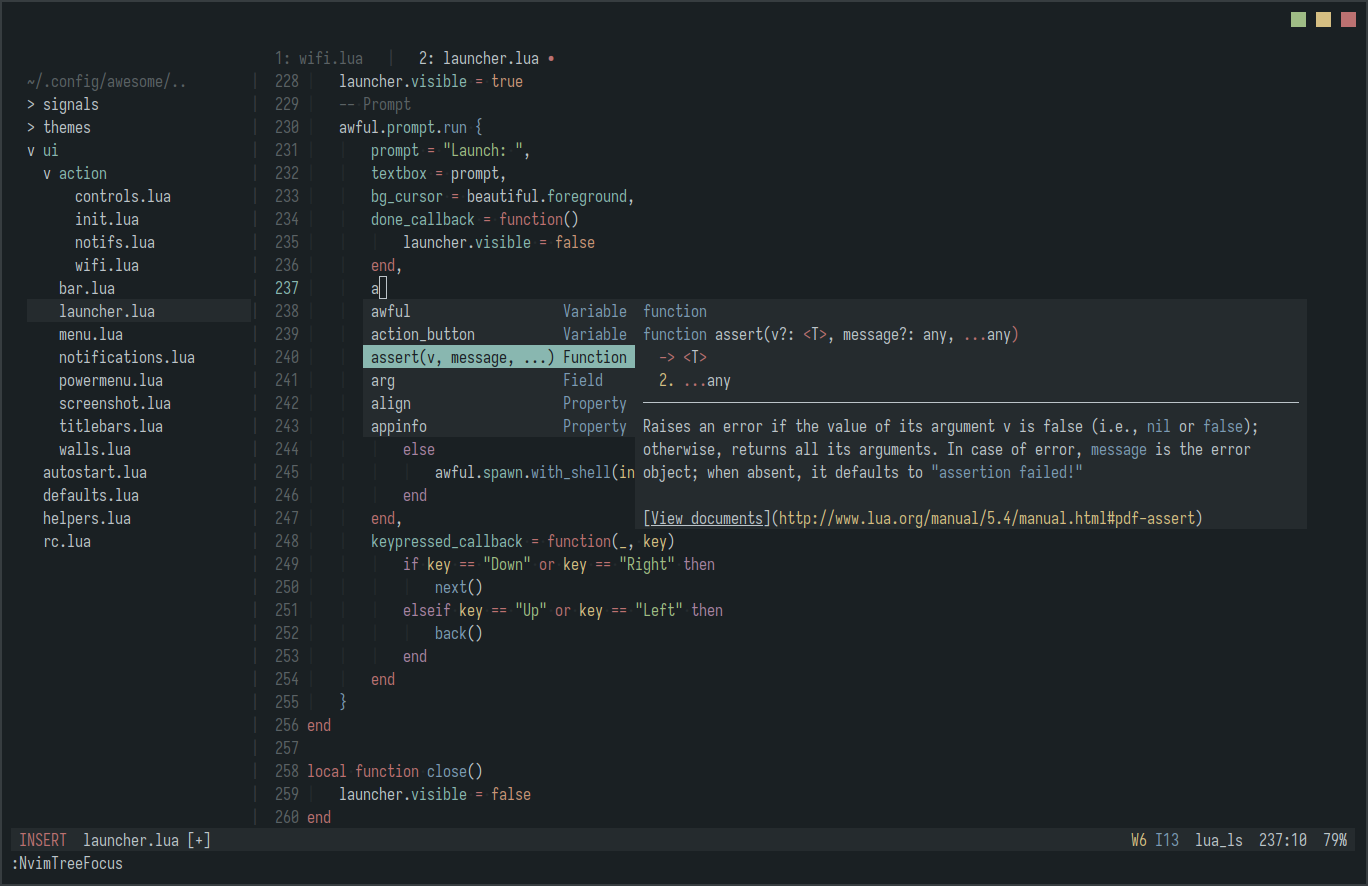 1: wifi.lua | 2: launcher.lua •
~/.config/awesome/..
> signals
> themes
v ui
v action
controls.lua
init.lua
notifs.lua
wifi.lua
bar.lua
launcher.lua
menu.lua
notifications.lua
powermenu.lua
screenshot.lua
titlebars.lua
walls.lua
autostart.lua
defaults.lua
helpers.lua
rc.lua
228 launcher.visible = true
229 -- Prompt
230 awful.prompt.run {
231 prompt = "Launch: ",
232 textbox = prompt,
233 bg_cursor = beautiful.foreground,
234 done_callback = function()
235 launcher.visible = false
236 end,
237 a
238
239
240
241
242
243
244 else
245 awful.spawn.with_shell(in
246 end
247 end,
248 keypressed_callback = function(_, key)
249 if key == "Down" or key == "Right" then
250 next()
251 elseif key == "Up" or key == "Left" then
252 back()
253 end
254 end
255 }
256 end
257
258 local function close()
259 launcher.visible = false
260 end
awful Variable
action_button Variable
assert(v, message, ...) Function
arg Field
align Property
appinfo Property
function
function assert(v?: <T>, message?: any, ...any)
-> <T>
2. ...any
Raises an error if the value of its argument v is false (i.e., nil or false);
otherwise, returns all its arguments. In case of error, message is the error
object; when absent, it defaults to "assertion failed!"
[View documents](http://www.lua.org/manual/5.4/manual.html#pdf-assert)
INSERT launcher.lua [+] W6 I13 lua_ls 237:10 79%
:NvimTreeFocus